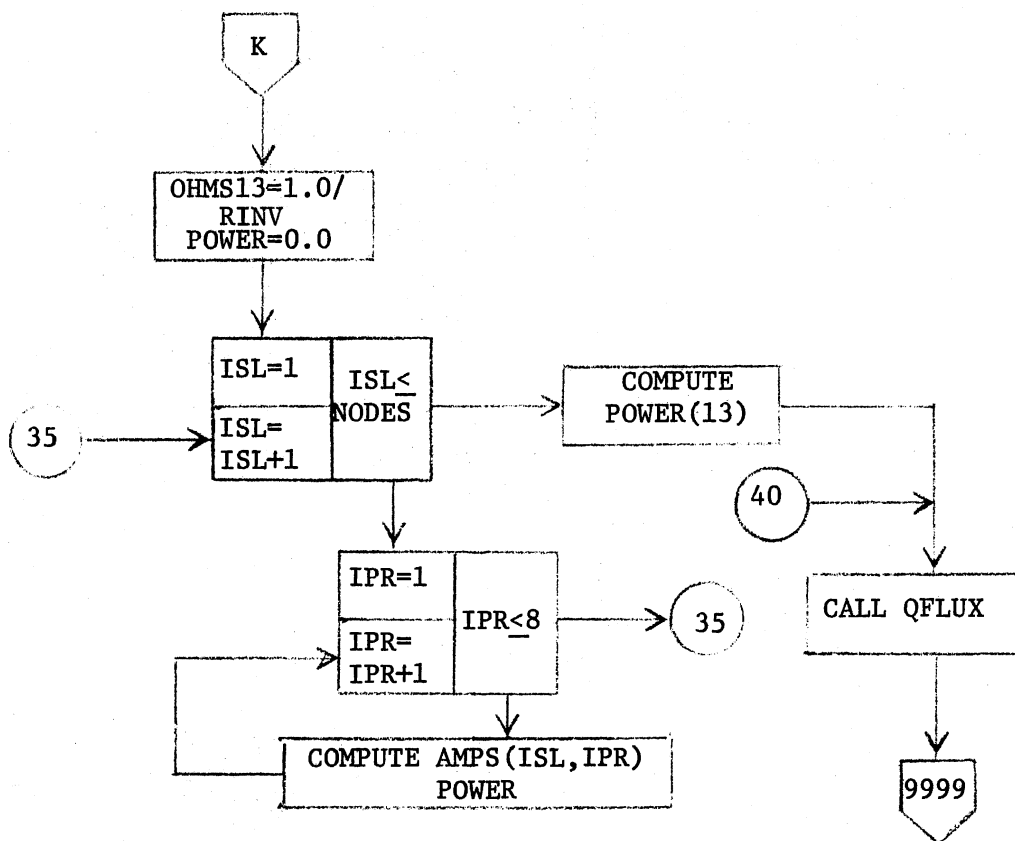 K
OHMS13=1.0/
RINV
POWER=0.0
ISL=1
ISL=
ISL+1
ISL≤
NODES
35
COMPUTE
POWER(13)
40
IPR=1
IPR=
IPR+1
IPR≤8
35
CALL QFLUX
COMPUTE AMPS(ISL,IPR)
POWER
9999